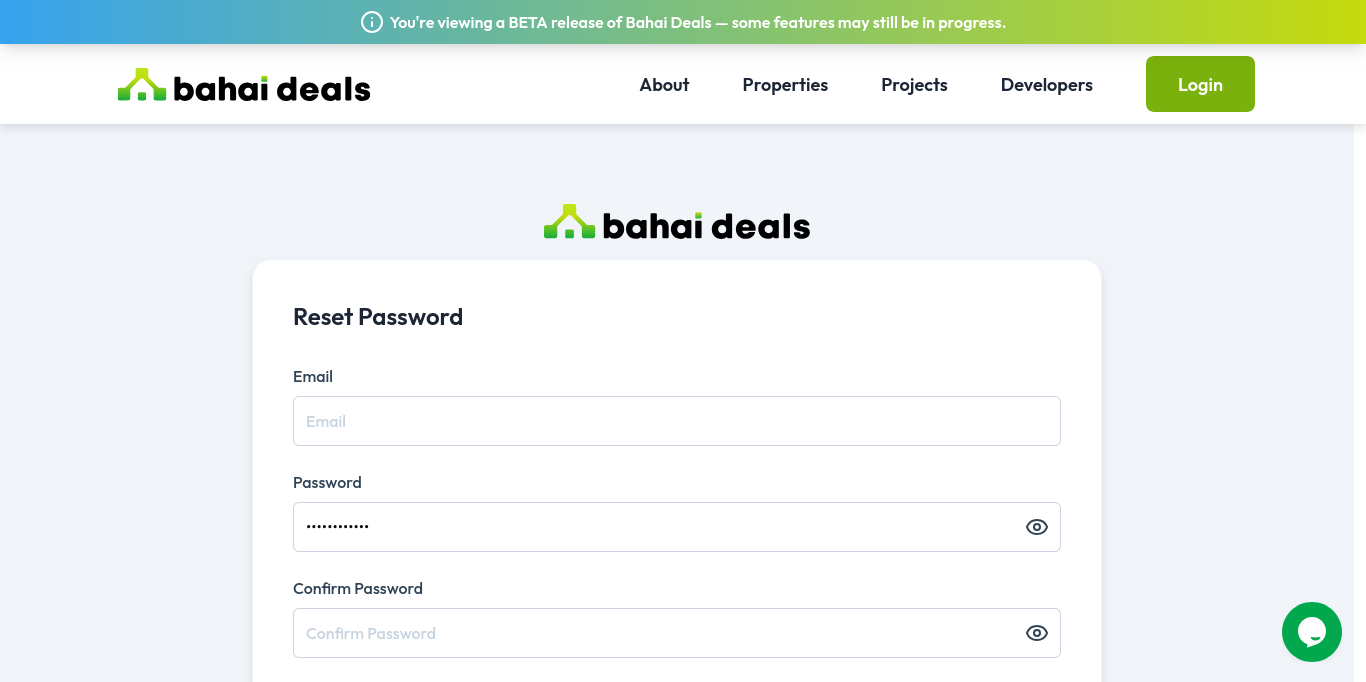 You're viewing a BETA release of Bahai Deals — some features may still be in progress.
bahai deals
About
Properties
Projects
Developers
Login
bahai deals
Reset Password
Email
Email
Password
••••••••••••
Confirm Password
Confirm Password